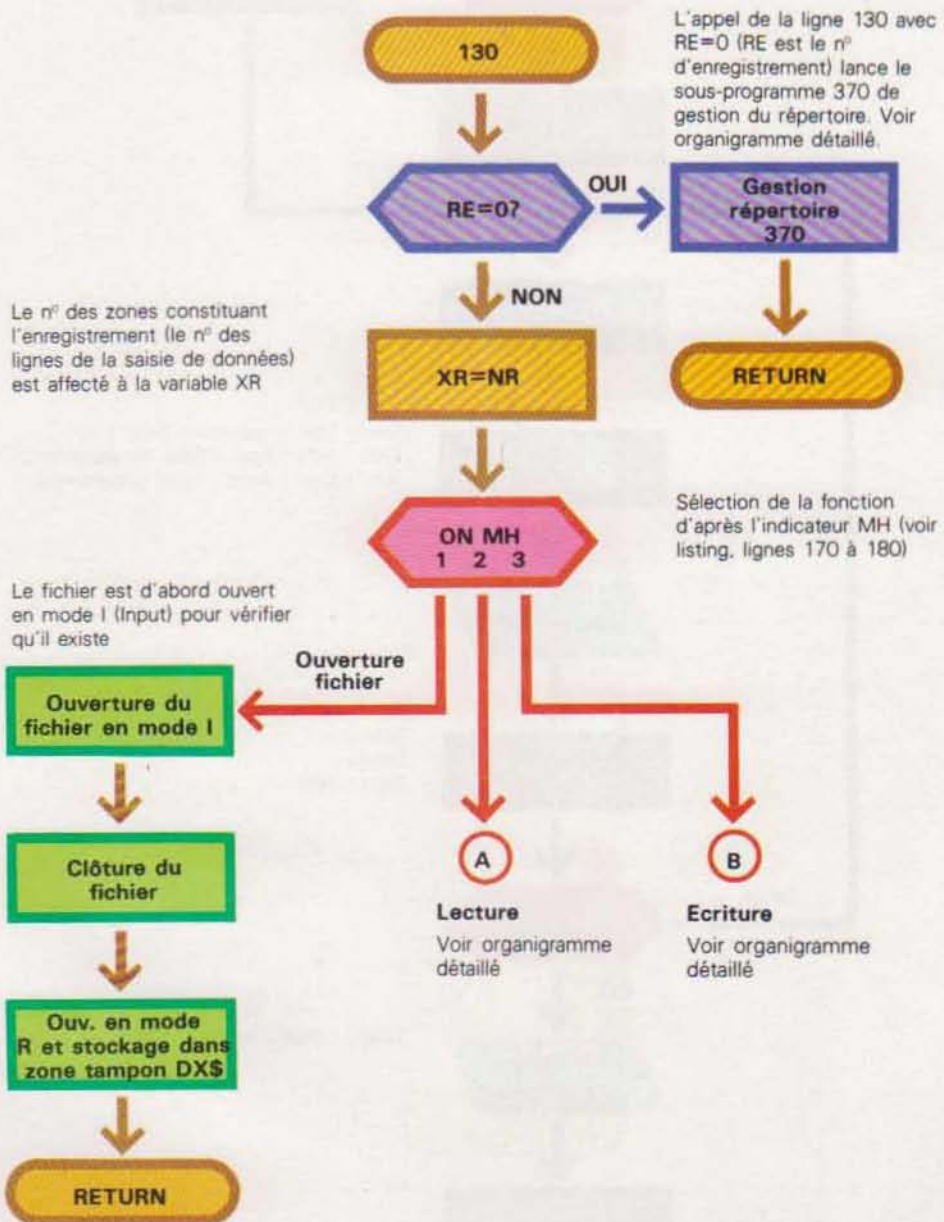 130
L'appel de la ligne 130 avec
RE=0 (RE est le nº
d'enregistrement) lance le
sous-programme 370 de
gestion du répertoire. Voir
organigramme détaillé.
RE=0?
OUI
Gestion
répertoire
370
NON
RETURN
Le nº des zones constituant
l'enregistrement (le nº des
lignes de la saisie de données)
est affecté à la variable XR
XR=NR
ON MH
1 2 3
Sélection de la fonction
d'après l'indicateur MH (voir
listing, lignes 170 à 180)
Le fichier est d'abord ouvert
en mode I (Input) pour vérifier
qu'il existe
Ouverture
fichier
Ouverture du
fichier en mode I
Clôture du
fichier
Ouv. en mode
R et stockage dans
zone tampon DX$
RETURN
A
Lecture
Voir organigramme
détaillé
B
Ecriture
Voir organigramme
détaillé